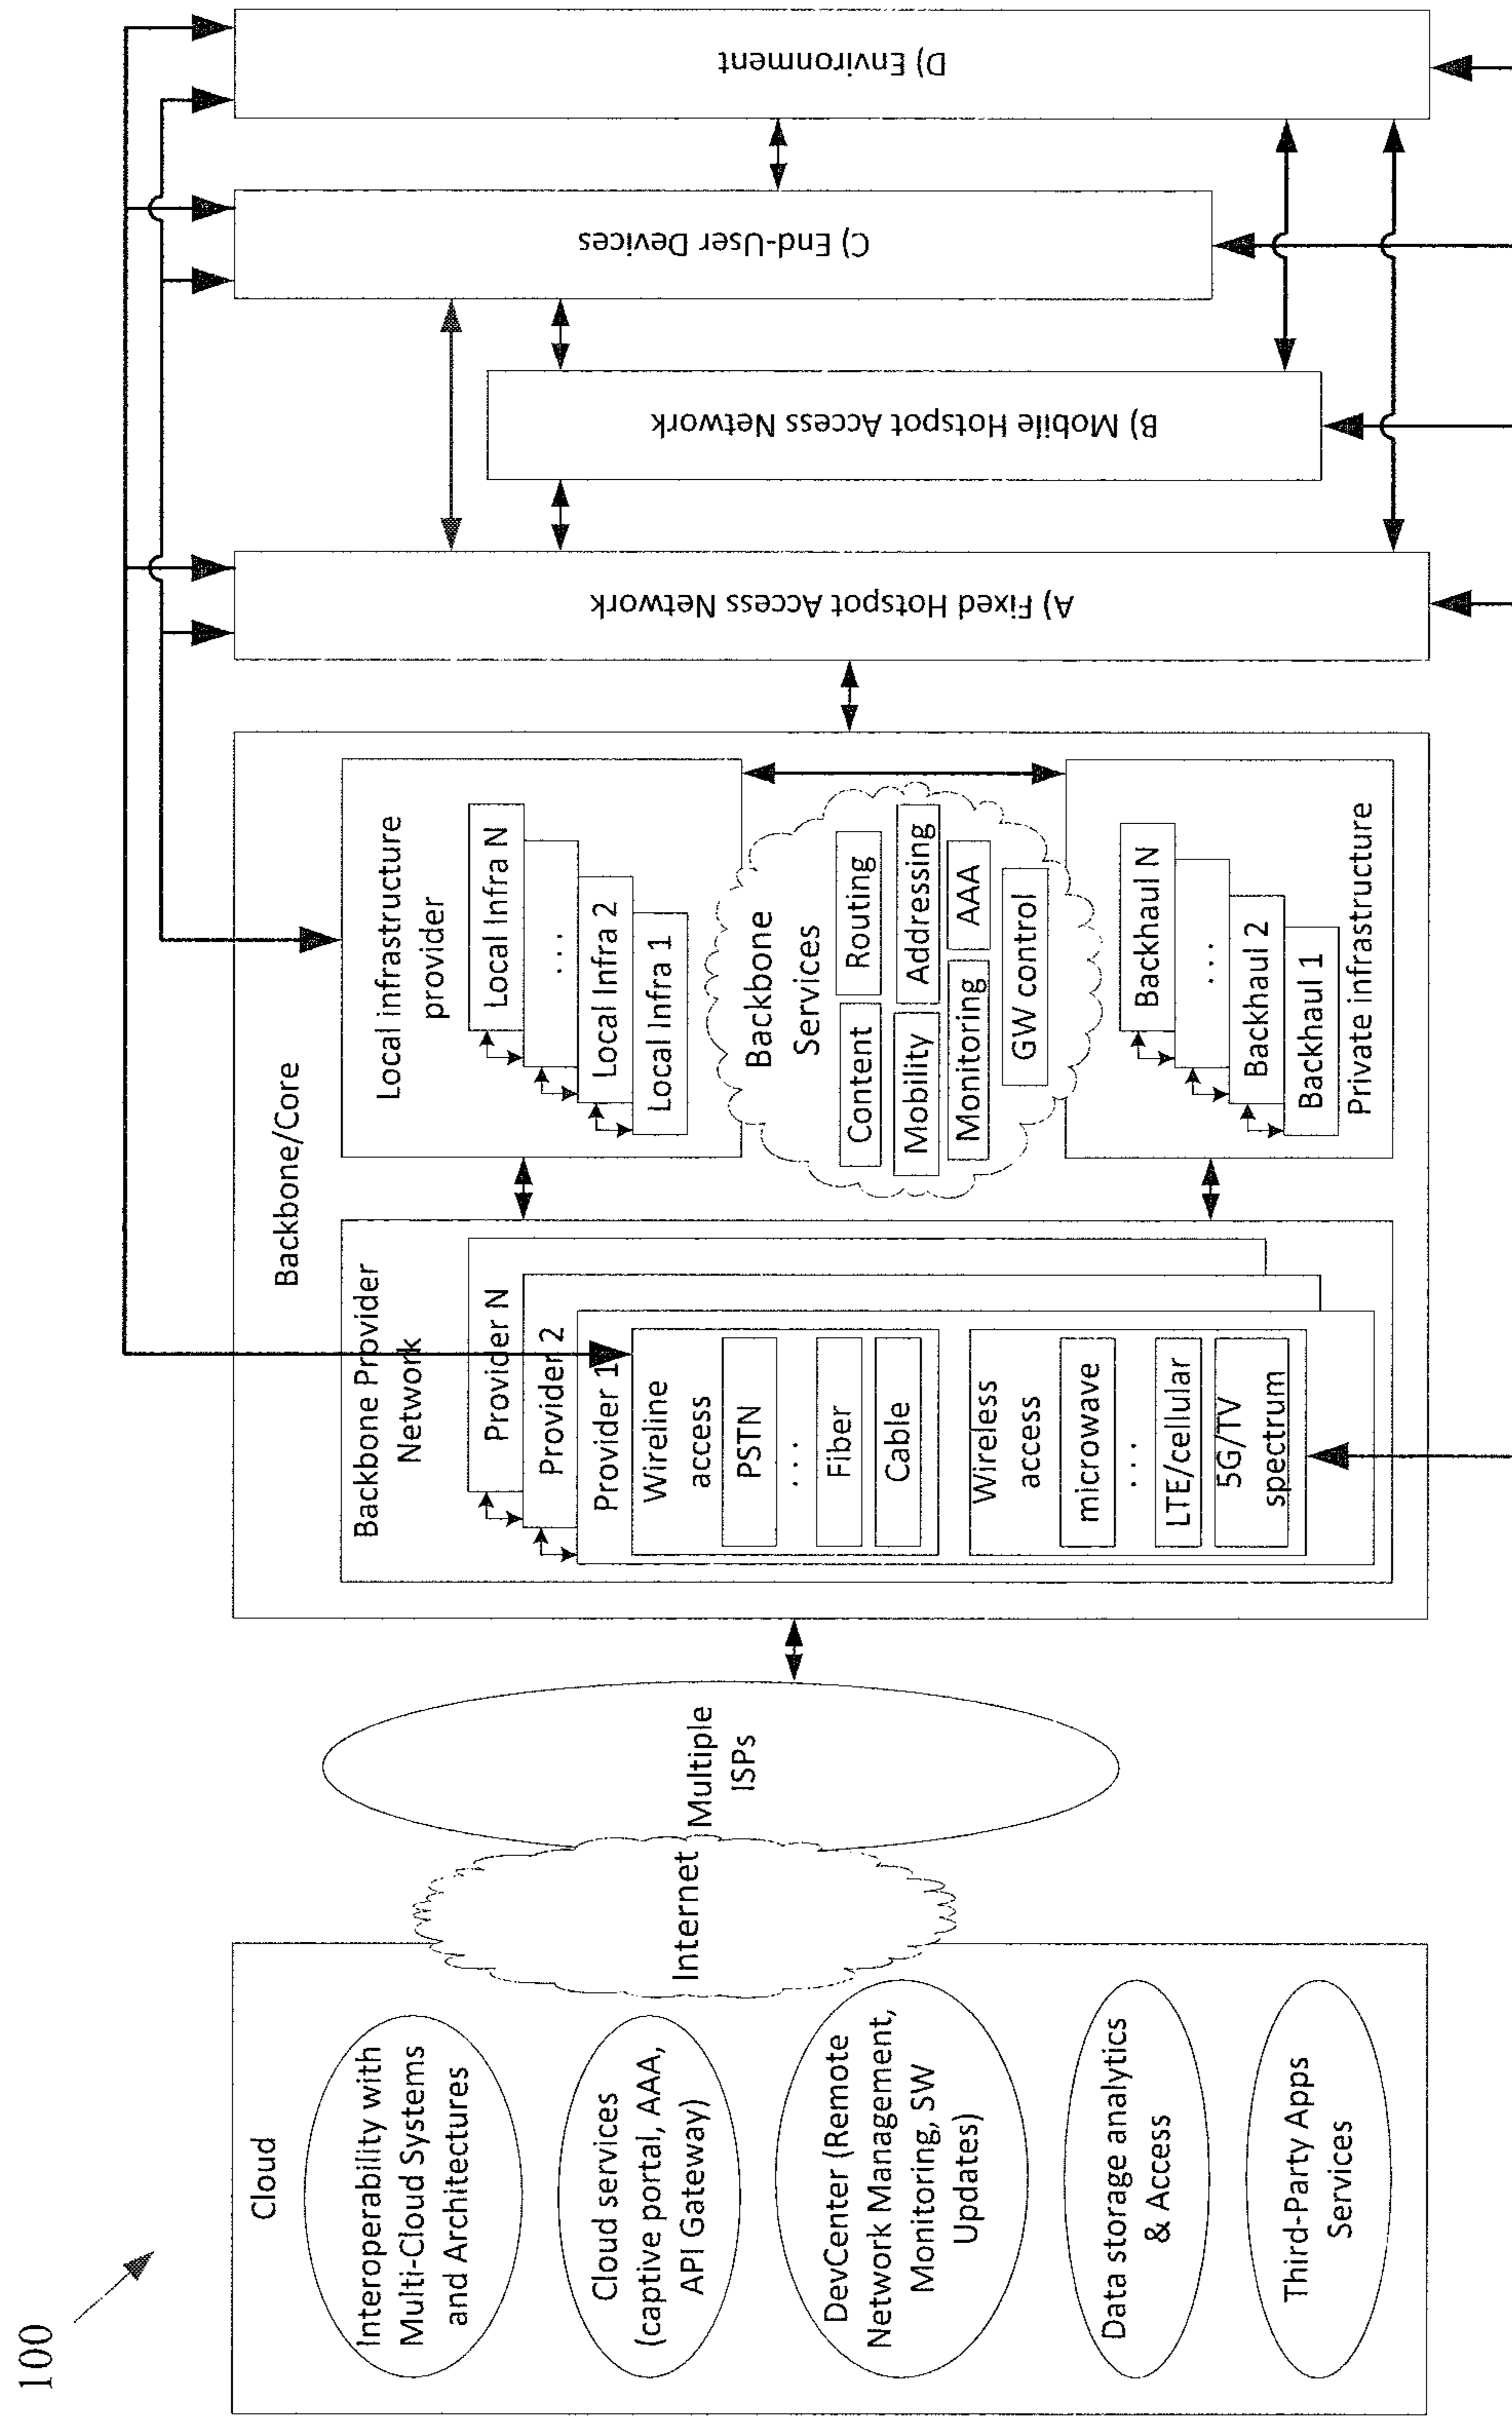 100
Cloud
Interoperability with
Multi-Cloud Systems
and Architectures
Cloud services
(captive portal, AAA,
API Gateway)
DevCenter (Remote
Network Management,
Monitoring, SW
Updates)
Data storage analytics
& Access
Third-Party Apps
Services
Internet
Multiple
ISPs
Backbone/Core
Backbone Provider
Network
Provider N
Provider 2
Provider 1
Wireline
access
PSTN
...
Fiber
Cable
Wireless
access
microwave
...
LTE/cellular
5G/TV
spectrum
Local infrastructure
provider
Local Infra N
...
Local Infra 2
Local Infra 1
Backbone
Services
Content
Routing
Mobility
Addressing
Monitoring
AAA
GW control
Backhaul N
...
Backhaul 2
Backhaul 1
Private infrastructure
A) Fixed Hotspot Access Network
B) Mobile Hotspot Access Network
C) End-User Devices
D) Environment